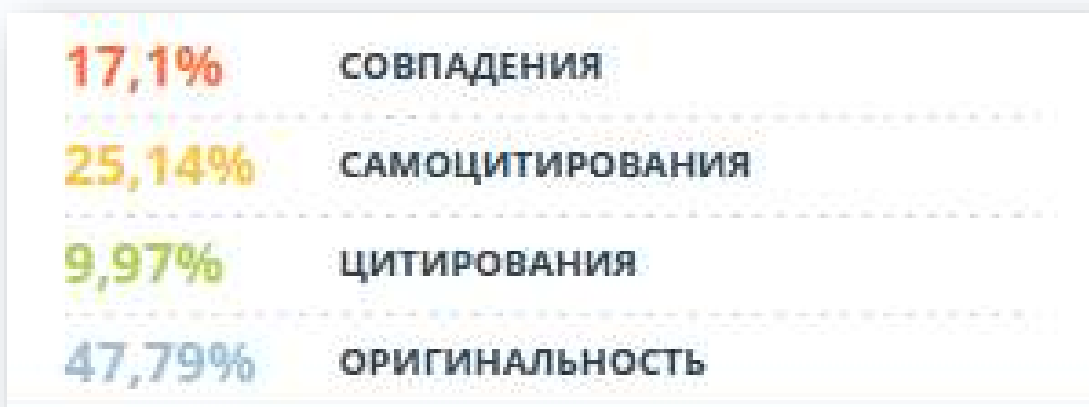 17,1% СОВПАДЕНИЯ
25,14% САМОЦИТИРОВАНИЯ
9,97% ЦИТИРОВАНИЯ
47,79% ОРИГИНАЛЬНОСТЬ